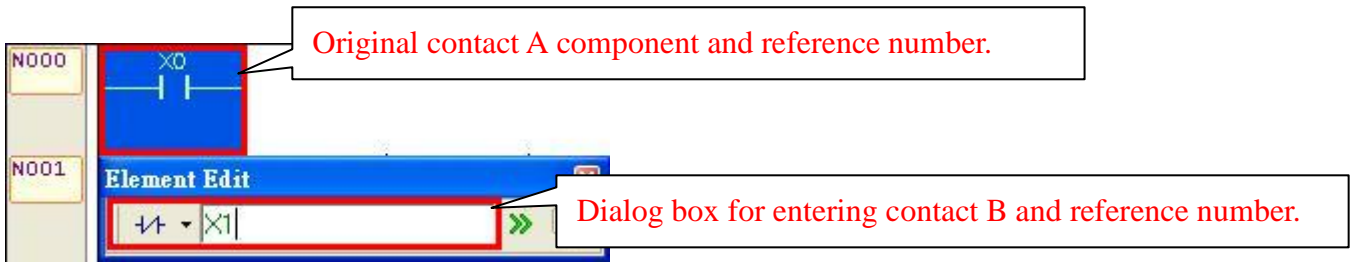 Original contact A component and reference number.
N000
X0
N001
Element Edit
Dialog box for entering contact B and reference number.
X1